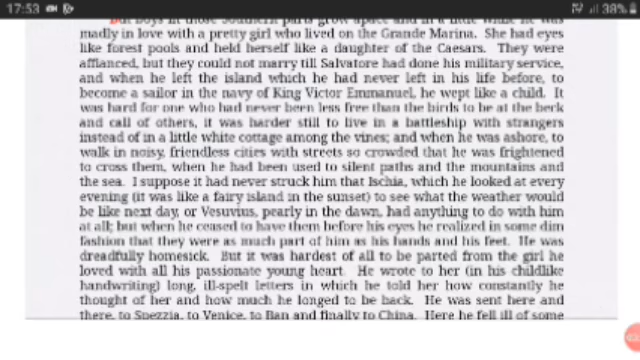 17:53
38%
But boys in those Southern parts grow apace and in a little while he was
madly in love with a pretty girl who lived on the Grande Marina. She had eyes
like forest pools and held herself like a daughter of the Caesars. They were
affianced, but they could not marry till Salvatore had done his military service,
and when he left the island which he had never left in his life before, to
become a sailor in the navy of King Victor Emmanuel, he wept like a child. It
was hard for one who had never been less free than the birds to be at the beck
and call of others, it was harder still to live in a battleship with strangers
instead of in a little white cottage among the vines; and when he was ashore, to
walk in noisy, friendless cities with streets so crowded that he was frightened
to cross them, when he had been used to silent paths and the mountains and
the sea. I suppose it had never struck him that Ischia, which he looked at every
evening (it was like a fairy island in the sunset) to see what the weather would
be like next day, or Vesuvius, pearly in the dawn, had anything to do with him
at all; but when he ceased to have them before his eyes he realized in some dim
fashion that they were as much part of him as his hands and his feet. He was
dreadfully homesick. But it was hardest of all to be parted from the girl he
loved with all his passionate young heart. He wrote to her (in his childlike
handwriting) long, ill-spelt letters in which he told her how constantly he
thought of her and how much he longed to be back. He was sent here and
there, to Spezzia, to Venice, to Ban and finally to China. Here he fell ill of some